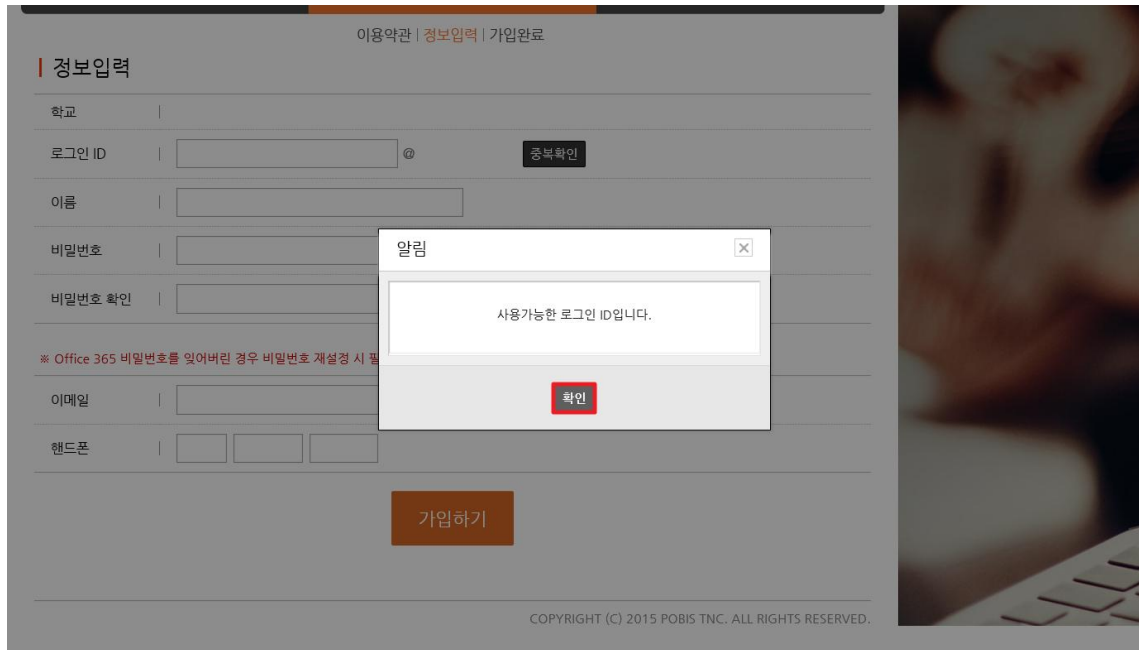 이용약관 | 정보입력 | 가입완료
정보입력
학교
로그인 ID @ 중복확인
이름
비밀번호
비밀번호 확인
알림
사용가능한 로그인 ID입니다.
확인
※ Office 365 비밀번호를 잊어버린 경우 비밀번호 재설정 시
이메일
핸드폰
가입하기
COPYRIGHT (C) 2015 POBIS TNC. ALL RIGHTS RESERVED.